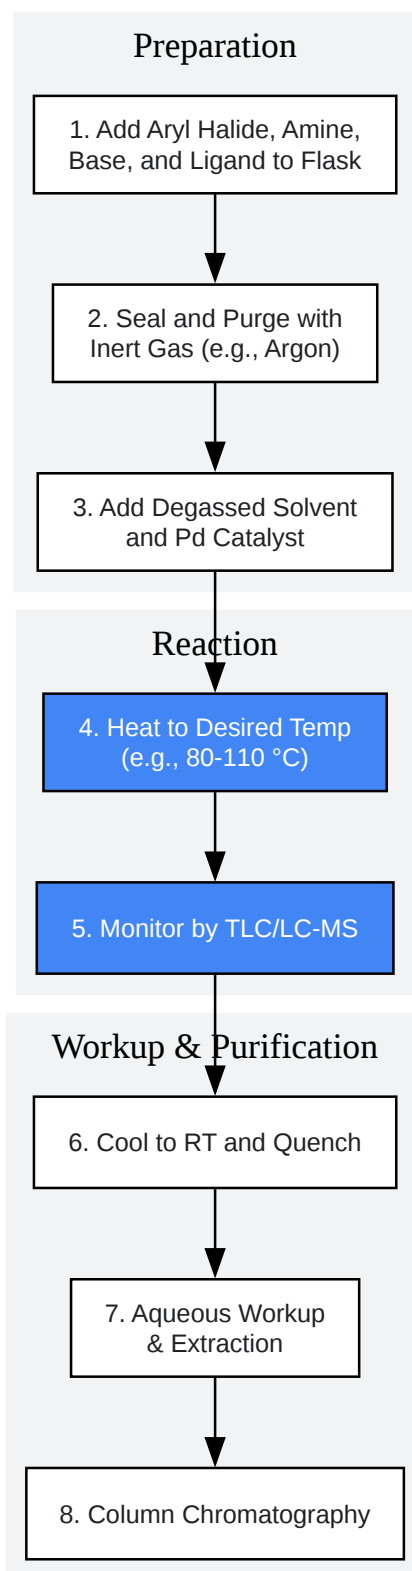 Preparation
1. Add Aryl Halide, Amine,
Base, and Ligand to Flask
2. Seal and Purge with
Inert Gas (e.g., Argon)
3. Add Degassed Solvent
and Pd Catalyst
Reaction
4. Heat to Desired Temp
(e.g., 80-110 °C)
5. Monitor by TLC/LC-MS
Workup & Purification
6. Cool to RT and Quench
7. Aqueous Workup
& Extraction
8. Column Chromatography